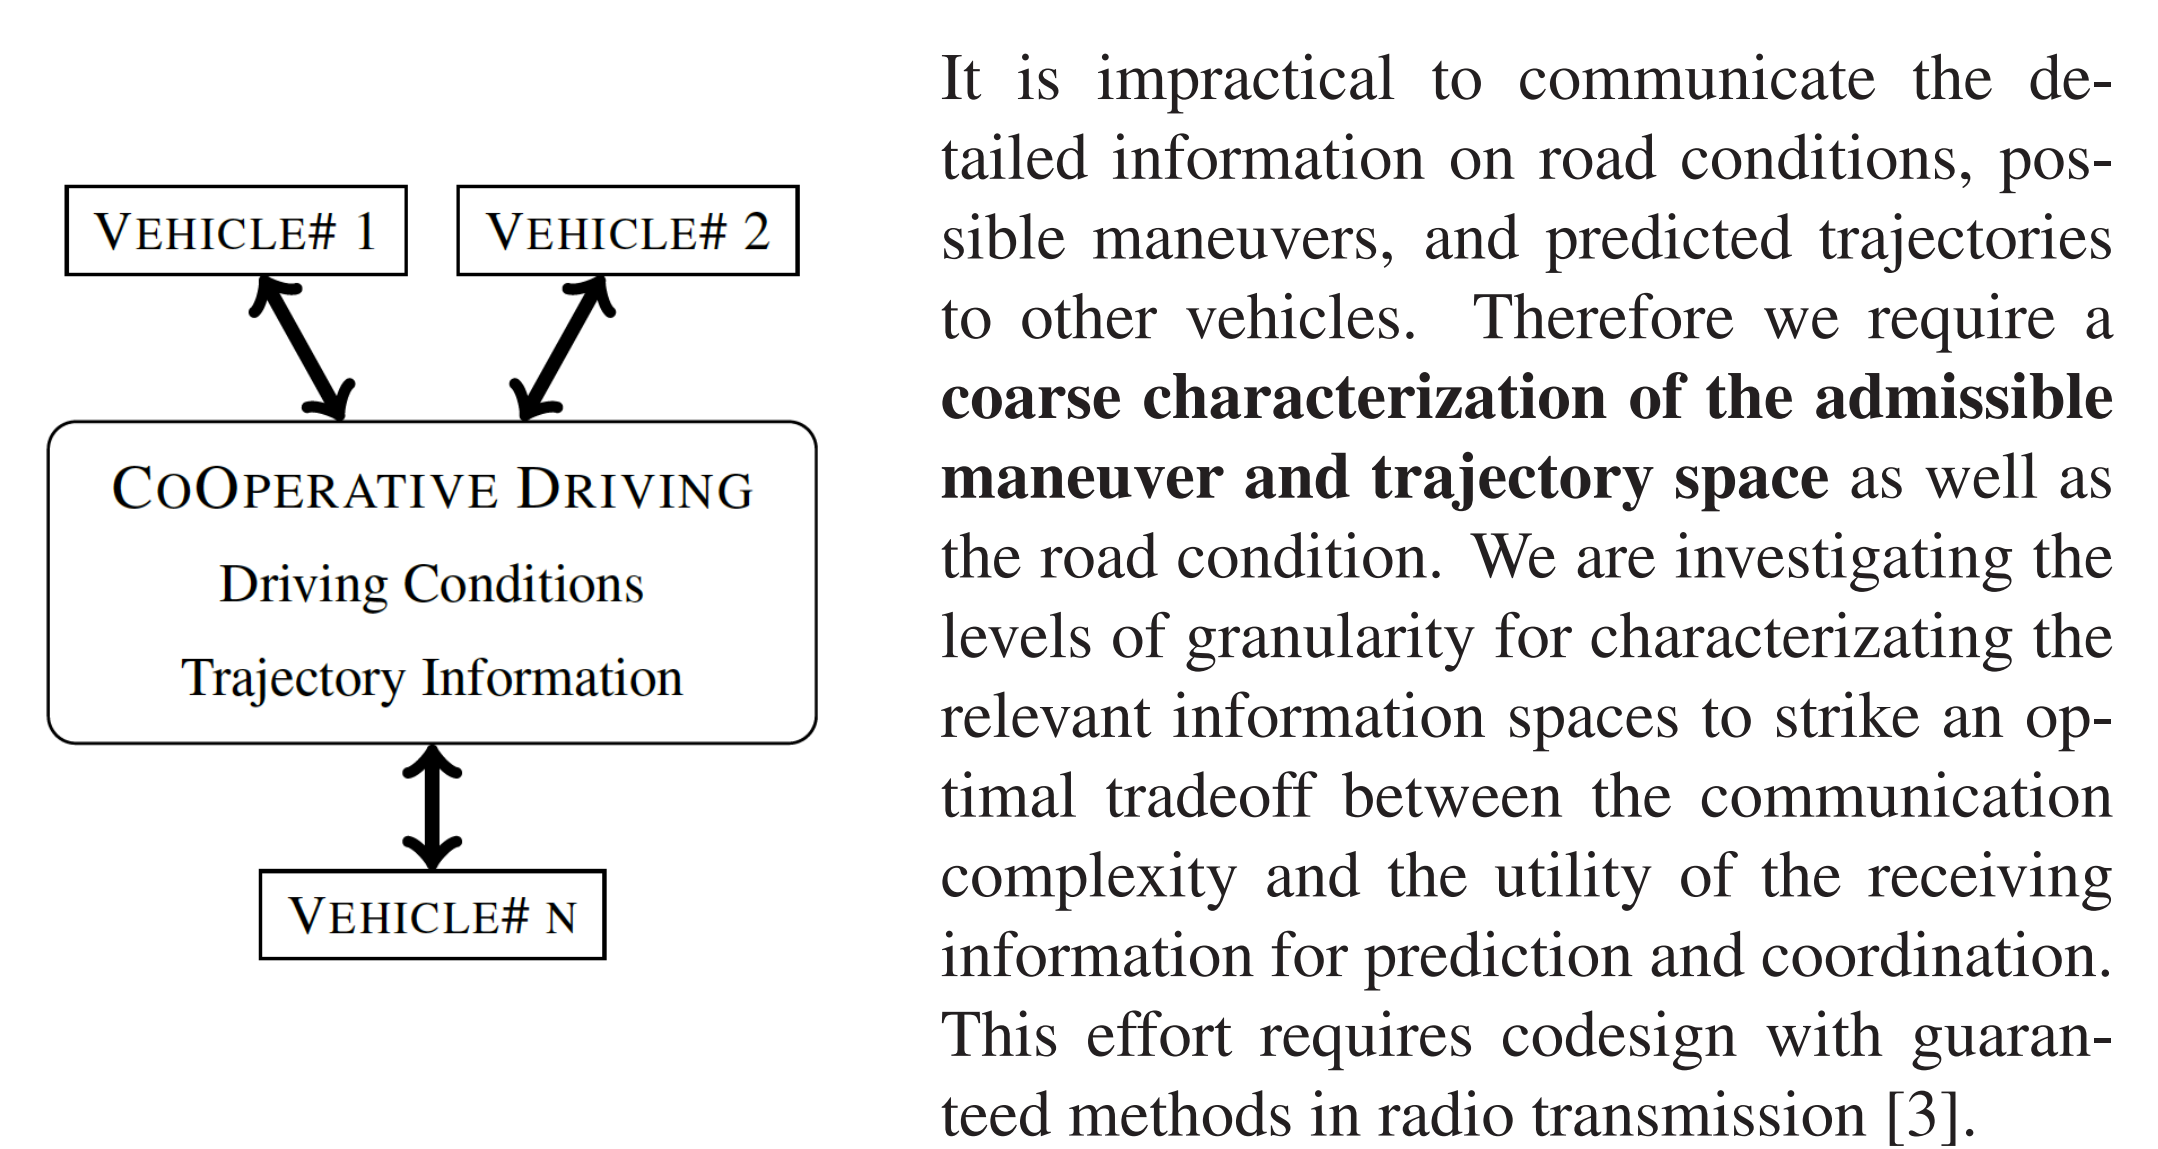 VEHICLE# 1
VEHICLE# 2
COOPERATIVE DRIVING
Driving Conditions
Trajectory Information
VEHICLE# N
It is impractical to communicate the de-
tailed information on road conditions, pos-
sible maneuvers, and predicted trajectories
to other vehicles. Therefore we require a
coarse characterization of the admissible
maneuver and trajectory space as well as
the road condition. We are investigating the
levels of granularity for characterizating the
relevant information spaces to strike an op-
timal tradeoff between the communication
complexity and the utility of the receiving
information for prediction and coordination.
This effort requires codesign with guaran-
teed methods in radio transmission [3].